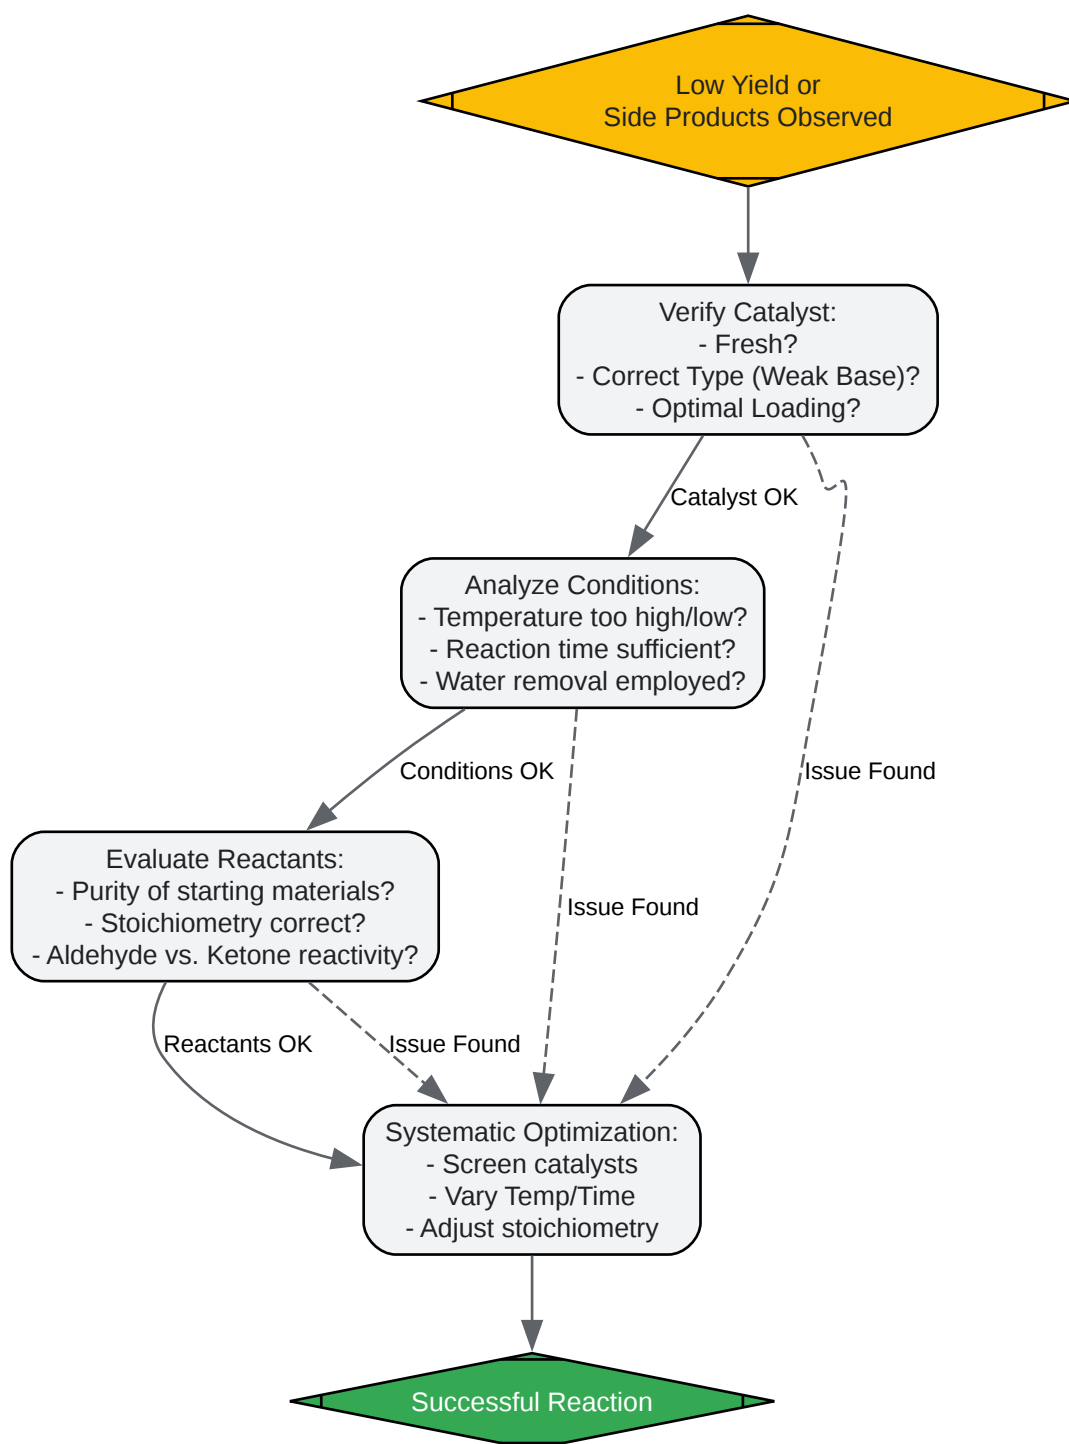 Low Yield or
Side Products Observed
Verify Catalyst:
- Fresh?
- Correct Type (Weak Base)?
- Optimal Loading?
Catalyst OK
Analyze Conditions:
- Temperature too high/low?
- Reaction time sufficient?
- Water removal employed?
Conditions OK
Issue Found
Evaluate Reactants:
- Purity of starting materials?
- Stoichiometry correct?
- Aldehyde vs. Ketone reactivity?
Issue Found
Reactants OK
Issue Found
Systematic Optimization:
- Screen catalysts
- Vary Temp/Time
- Adjust stoichiometry
Successful Reaction